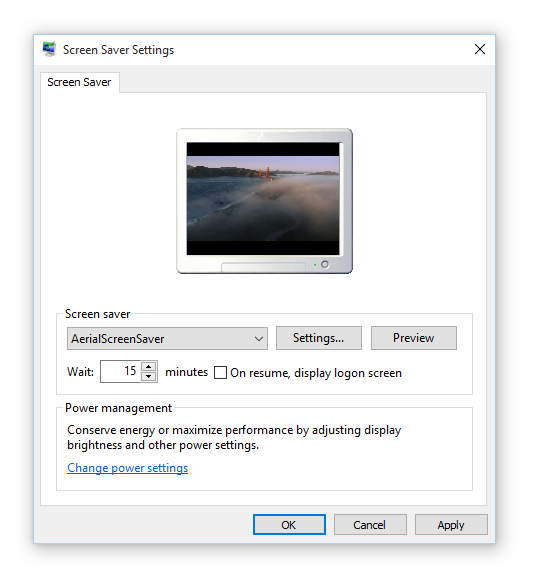 Screen Saver Settings
Screen Saver
Screen saver
AerialScreenSaver
Settings...
Preview
Wait: 15 minutes On resume, display logon screen
Power management
Conserve energy or maximize performance by adjusting display
brightness and other power settings.
Change power settings
OK
Cancel
Apply